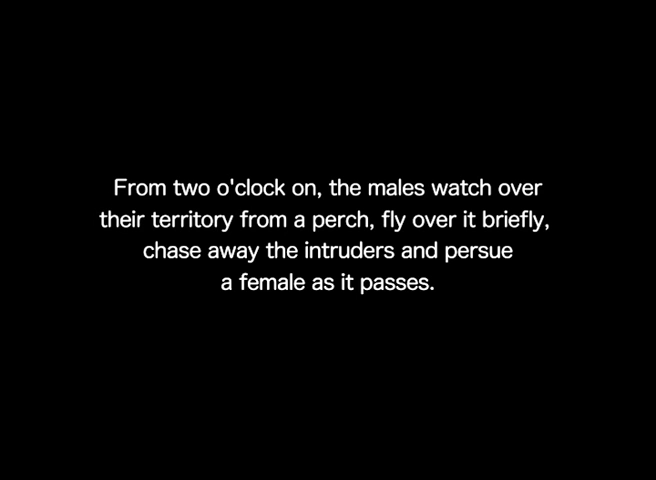 From two o'clock on, the males watch over
their territory from a perch, fly over it briefly,
chase away the intruders and persue
a female as it passes.